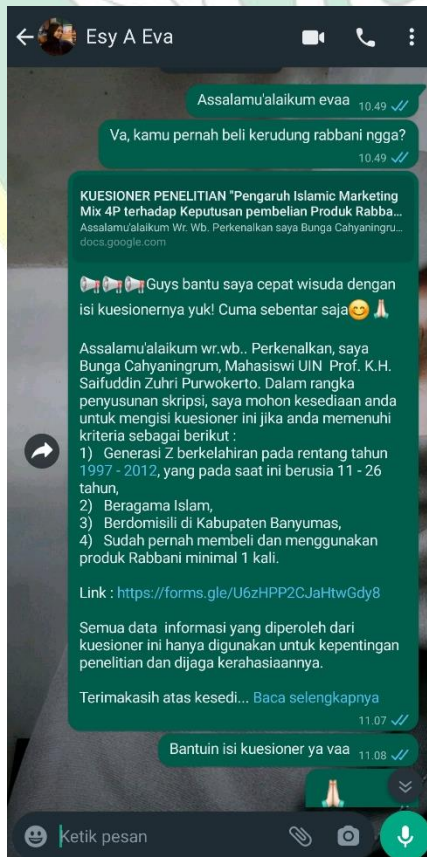 Esy A Eva
Assalamu'alaikum evaa 10.49
Va, kamu pernah beli kerudung rabbani ngga?
10.49
KUESIONER PENELITIAN "Pengaruh Islamic Marketing
Mix 4P terhadap Keputusan pembelian Produk Rabba...
Assalamu'alaikum Wr. Wb. Perkenalkan saya Bunga Cahyaningru...
docs.google.com
📢📢📢Guys bantu saya cepat wisuda dengan
isi kuesionernya yuk! Cuma sebentar saja😊🙏🏻
Assalamu'alaikum wr.wb.. Perkenalkan, saya
Bunga Cahyaningrum, Mahasiswi UIN Prof. K.H.
Saifuddin Zuhri Purwokerto. Dalam rangka
penyusunan skripsi, saya mohon kesediaan anda
untuk mengisi kuesioner ini jika anda memenuhi
kriteria sebagai berikut :
1) Generasi Z berkelahiran pada rentang tahun
1997 - 2012, yang pada saat ini berusia 11 - 26
tahun,
2) Beragama Islam,
3) Berdomisili di Kabupaten Banyumas,
4) Sudah pernah membeli dan menggunakan
produk Rabbani minimal 1 kali.
Link : https://forms.gle/U6zHPP2CJaHtwGdy8
Semua data informasi yang diperoleh dari
kuesioner ini hanya digunakan untuk kepentingan
penelitian dan dijaga kerahasiaannya.
Terimakasih atas kesedi... Baca selengkapnya
11.07
Bantuin isi kuesioner ya vaa 11.08
🙏🏻
Ketik pesan